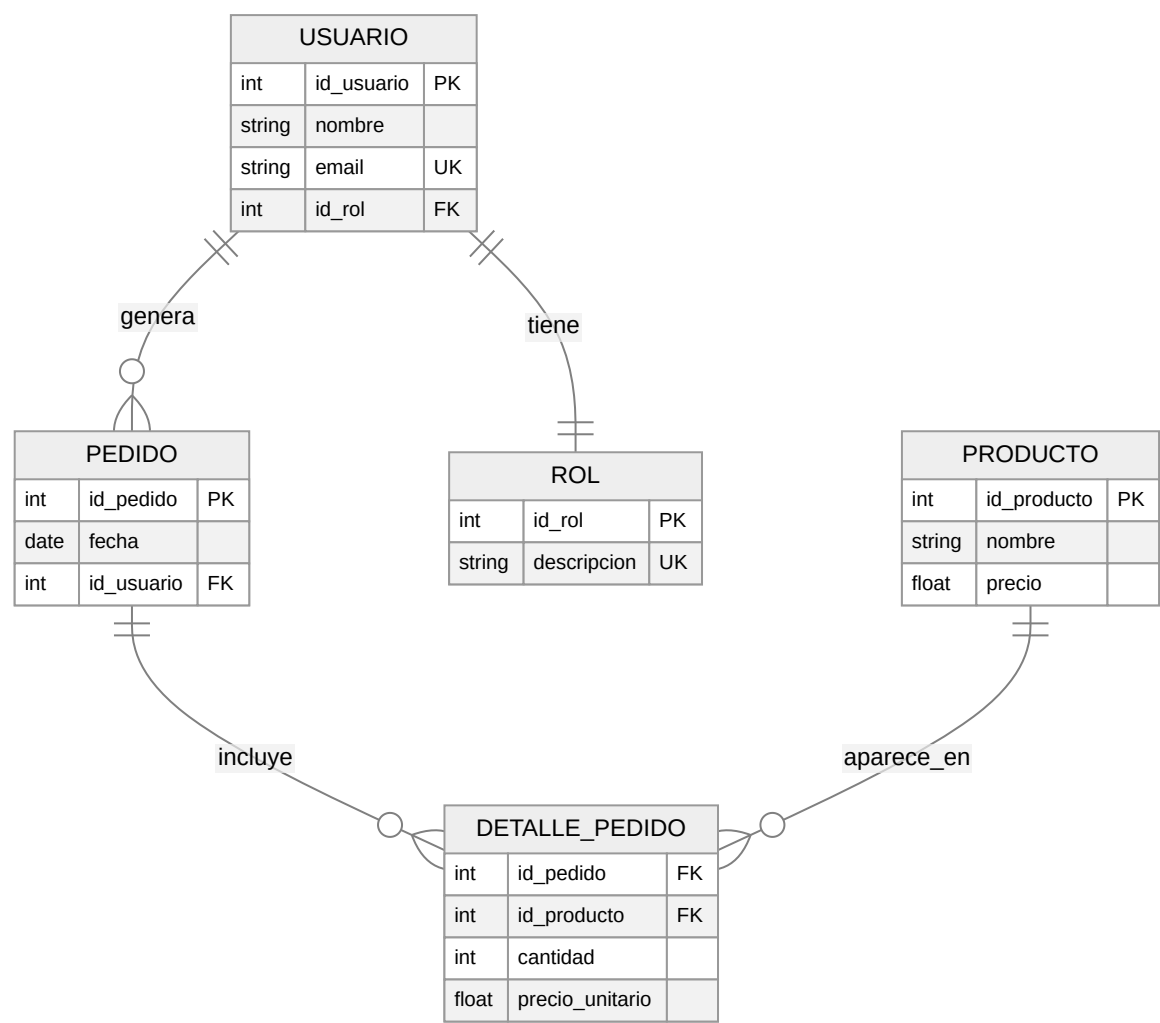 USUARIO
int id_usuario PK
string nombre
string email UK
int id_rol FK
genera
tiene
PEDIDO
int id_pedido PK
date fecha
int id_usuario FK
ROL
int id_rol PK
string descripcion UK
PRODUCTO
int id_producto PK
string nombre
float precio
incluye
aparece_en
DETALLE_PEDIDO
int id_pedido FK
int id_producto FK
int cantidad
float precio_unitario